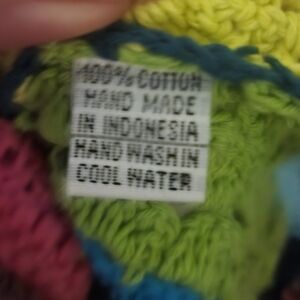 100% COTTON
HAND MADE
IN INDONESIA
HAND WASH IN
COOL WATER